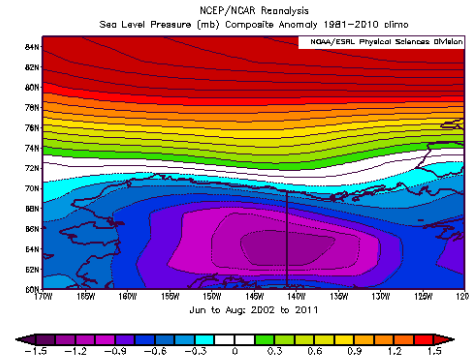 NCEP/NCAR Reanalysis
Sea Level Pressure (mb) Composite Anomaly 1981-2010 climo
NOAA/ESRL Physical Sciences Division
84N
82N
80N
78N
76N
74N
72N
70N
68N
66N
64N
62N
60N
170W 165W 160W 155W 150W 145W 140W 135W 130W 125W 120
Jun to Aug: 2002 to 2011
-1.5 -1.2 -0.9 -0.6 -0.3 0 0.3 0.6 0.9 1.2 1.5